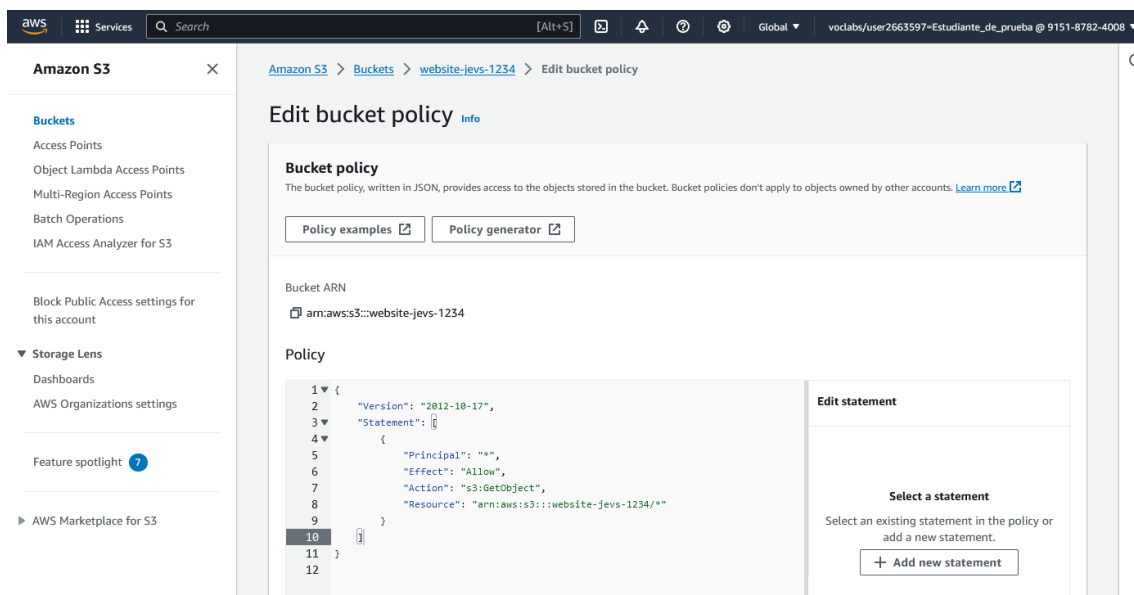 aws Services Search [Alt+S] Global voclabs/user2663597=Estudiante_de_prueba @ 9151-8782-4008
Amazon S3
Buckets
Access Points
Object Lambda Access Points
Multi-Region Access Points
Batch Operations
IAM Access Analyzer for S3
Block Public Access settings for
this account
Storage Lens
Dashboards
AWS Organizations settings
Feature spotlight 7
AWS Marketplace for S3
Amazon S3 > Buckets > website-jevs-1234 > Edit bucket policy
Edit bucket policy Info
Bucket policy
The bucket policy, written in JSON, provides access to the objects stored in the bucket. Bucket policies don't apply to objects owned by other accounts. Learn more
Policy examples Policy generator
Bucket ARN
arn:aws:s3:::website-jevs-1234
Policy
1 {
2 "Version": "2012-10-17",
3 "Statement": [
4 {
5 "Principal": "*",
6 "Effect": "Allow",
7 "Action": "s3:GetObject",
8 "Resource": "arn:aws:s3:::website-jevs-1234/*"
9 }
10 ]
11 }
12
Edit statement
Select a statement
Select an existing statement in the policy or
add a new statement.
+ Add new statement